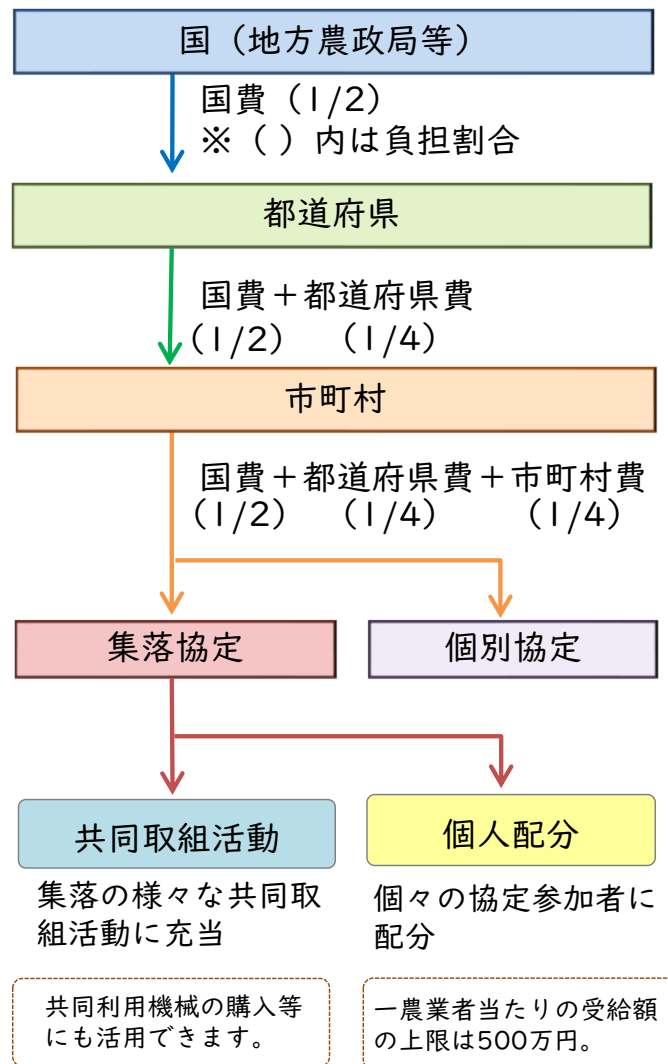 国（地方農政局等）
国費（1/2）
※（ ）内は負担割合
都道府県
国費＋都道府県費
(1/2) (1/4)
市町村
国費＋都道府県費＋市町村費
(1/2) (1/4) (1/4)
集落協定
個別協定
共同取組活動
集落の様々な共同取
組活動に充当
共同利用機械の購入等
にも活用できます。
個人配分
個々の協定参加者に
配分
一農業者当たりの受給額
の上限は500万円。